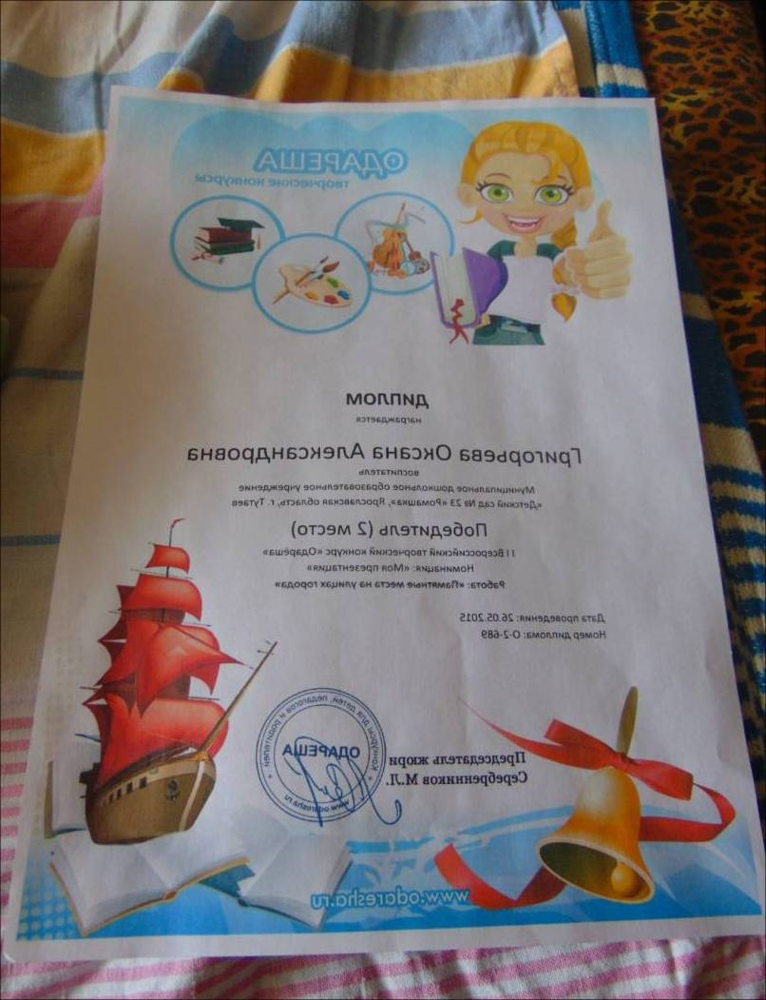 ОДАРЕША
творческие конкурсы
ДИПЛОМ
награждается
Григорьева Оксана Александровна
воспитатель
Муниципальное дошкольное образовательное учреждение
«Детский сад № 23 «Ромашка», Ярославская область, г. Тутаев
Победитель (2 место)
II Всероссийский творческий конкурс «Одарёша»
Номинация: «Моя презентация»
Работа: «Памятные места на улицах города»
Дата проведения: 26.05.2015
Номер диплома: О-2-689
Председатель жюри
Серебренников М.Л.
Конкурсы для детей, педагогов и родителей
ОДАРЕША
www.odaresha.ru
www.odaresha.ru